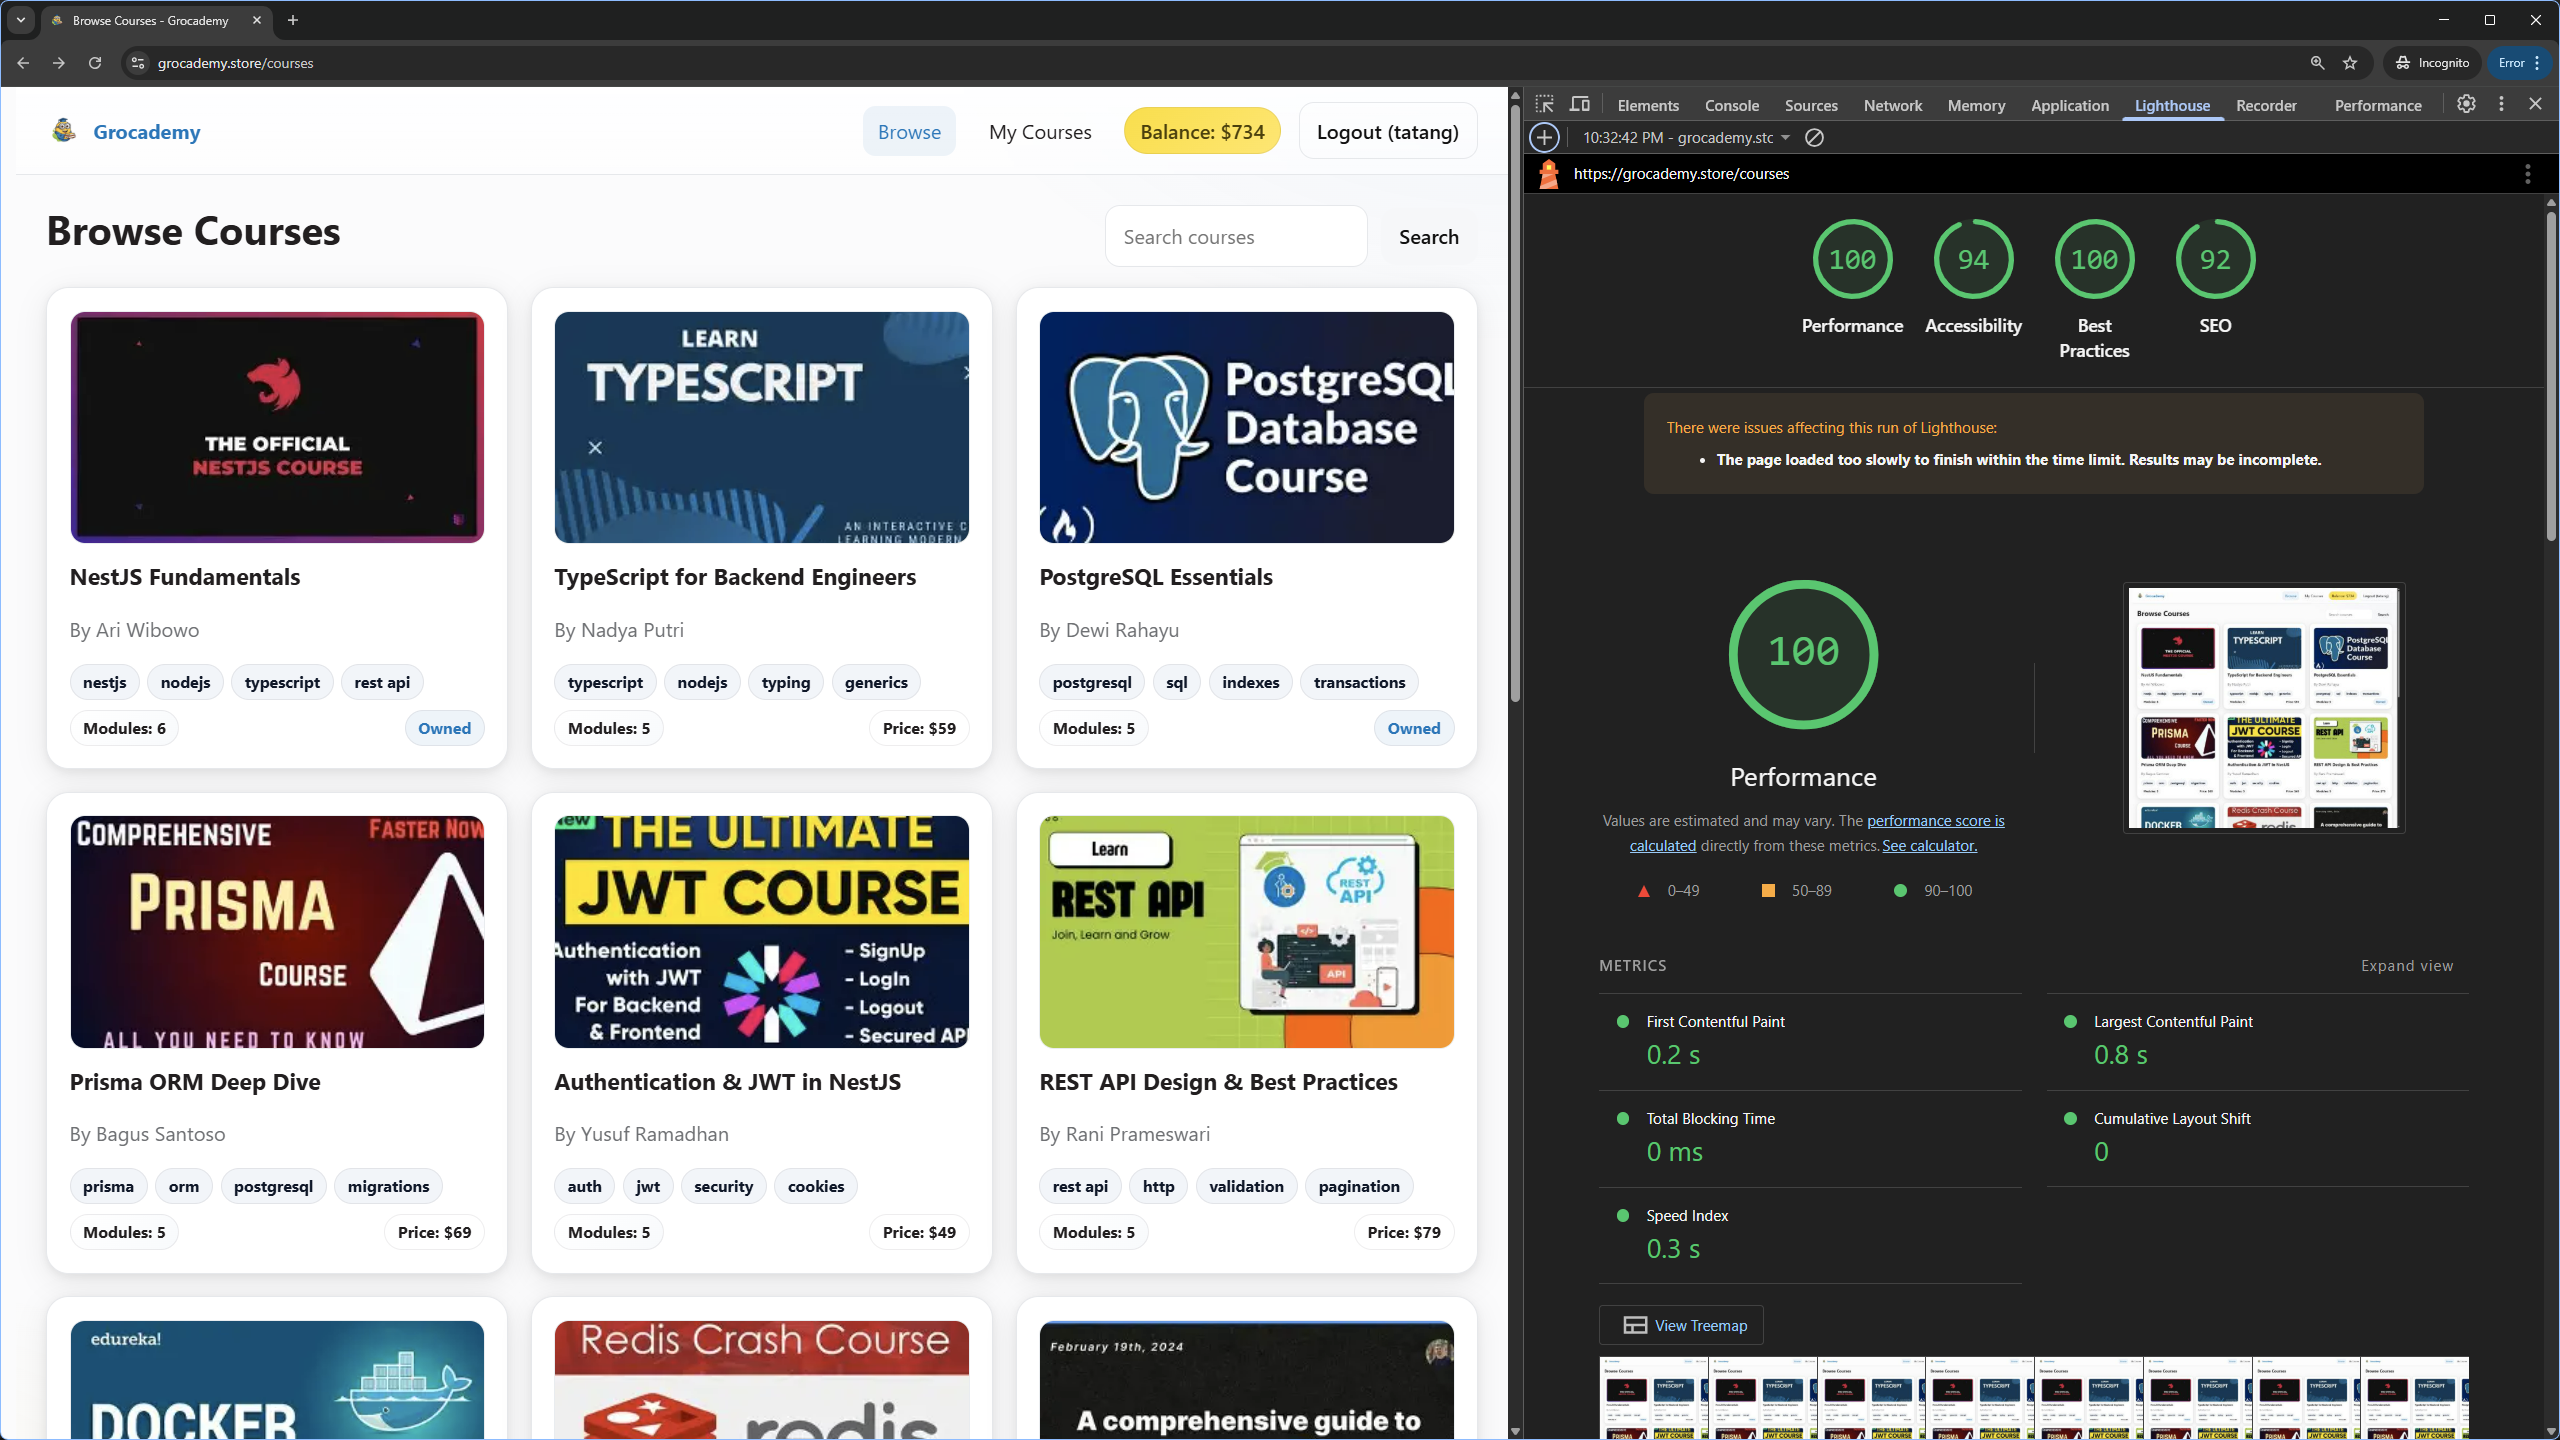 Browse Courses - Grocademy
grocademy.store/courses
Incognito
Error
Grocademy
Browse
My Courses
Balance: $734
Logout (tatang)
Browse Courses
Search courses
Search
THE OFFICIAL
NESTJS COURSE
NestJS Fundamentals
By Ari Wibowo
nestjs nodejs typescript rest api
Modules: 6
Owned
LEARN
TYPESCRIPT
AN INTERACTIVE C
LEARNING MODERN
TypeScript for Backend Engineers
By Nadya Putri
typescript nodejs typing generics
Modules: 5
Price: $59
PostgreSQL
Database
Course
PostgreSQL Essentials
By Dewi Rahayu
postgresql sql indexes transactions
Modules: 5
Owned
COMPREHENSIVE
FASTER NOW
PRISMA
COURSE
ALL YOU NEED TO KNOW
Prisma ORM Deep Dive
By Bagus Santoso
prisma orm postgresql migrations
Modules: 5
Price: $69
new
THE ULTIMATE
JWT COURSE
Authentication
with JWT
For Backend
& Frontend
- SignUp
- LogIn
- Logout
- Secured API
Authentication & JWT in NestJS
By Yusuf Ramadhan
auth jwt security cookies
Modules: 5
Price: $49
Learn
REST API
Join, Learn and Grow
REST
API
API
REST API Design & Best Practices
By Rani Prameswari
rest api http validation pagination
Modules: 5
Price: $79
edureka!
DOCKER
Redis Crash Course
redis
February 19th, 2024
A comprehensive guide to
Elements
Console
Sources
Network
Memory
Application
Lighthouse
Recorder
Performance
10:32:42 PM - grocademy.stc
https://grocademy.store/courses
100
Performance
94
Accessibility
100
Best
Practices
92
SEO
There were issues affecting this run of Lighthouse:
• The page loaded too slowly to finish within the time limit. Results may be incomplete.
100
Performance
Values are estimated and may vary. The performance score is
calculated directly from these metrics. See calculator.
0–49
50–89
90–100
METRICS
Expand view
First Contentful Paint
0.2 s
Largest Contentful Paint
0.8 s
Total Blocking Time
0 ms
Cumulative Layout Shift
0
Speed Index
0.3 s
View Treemap